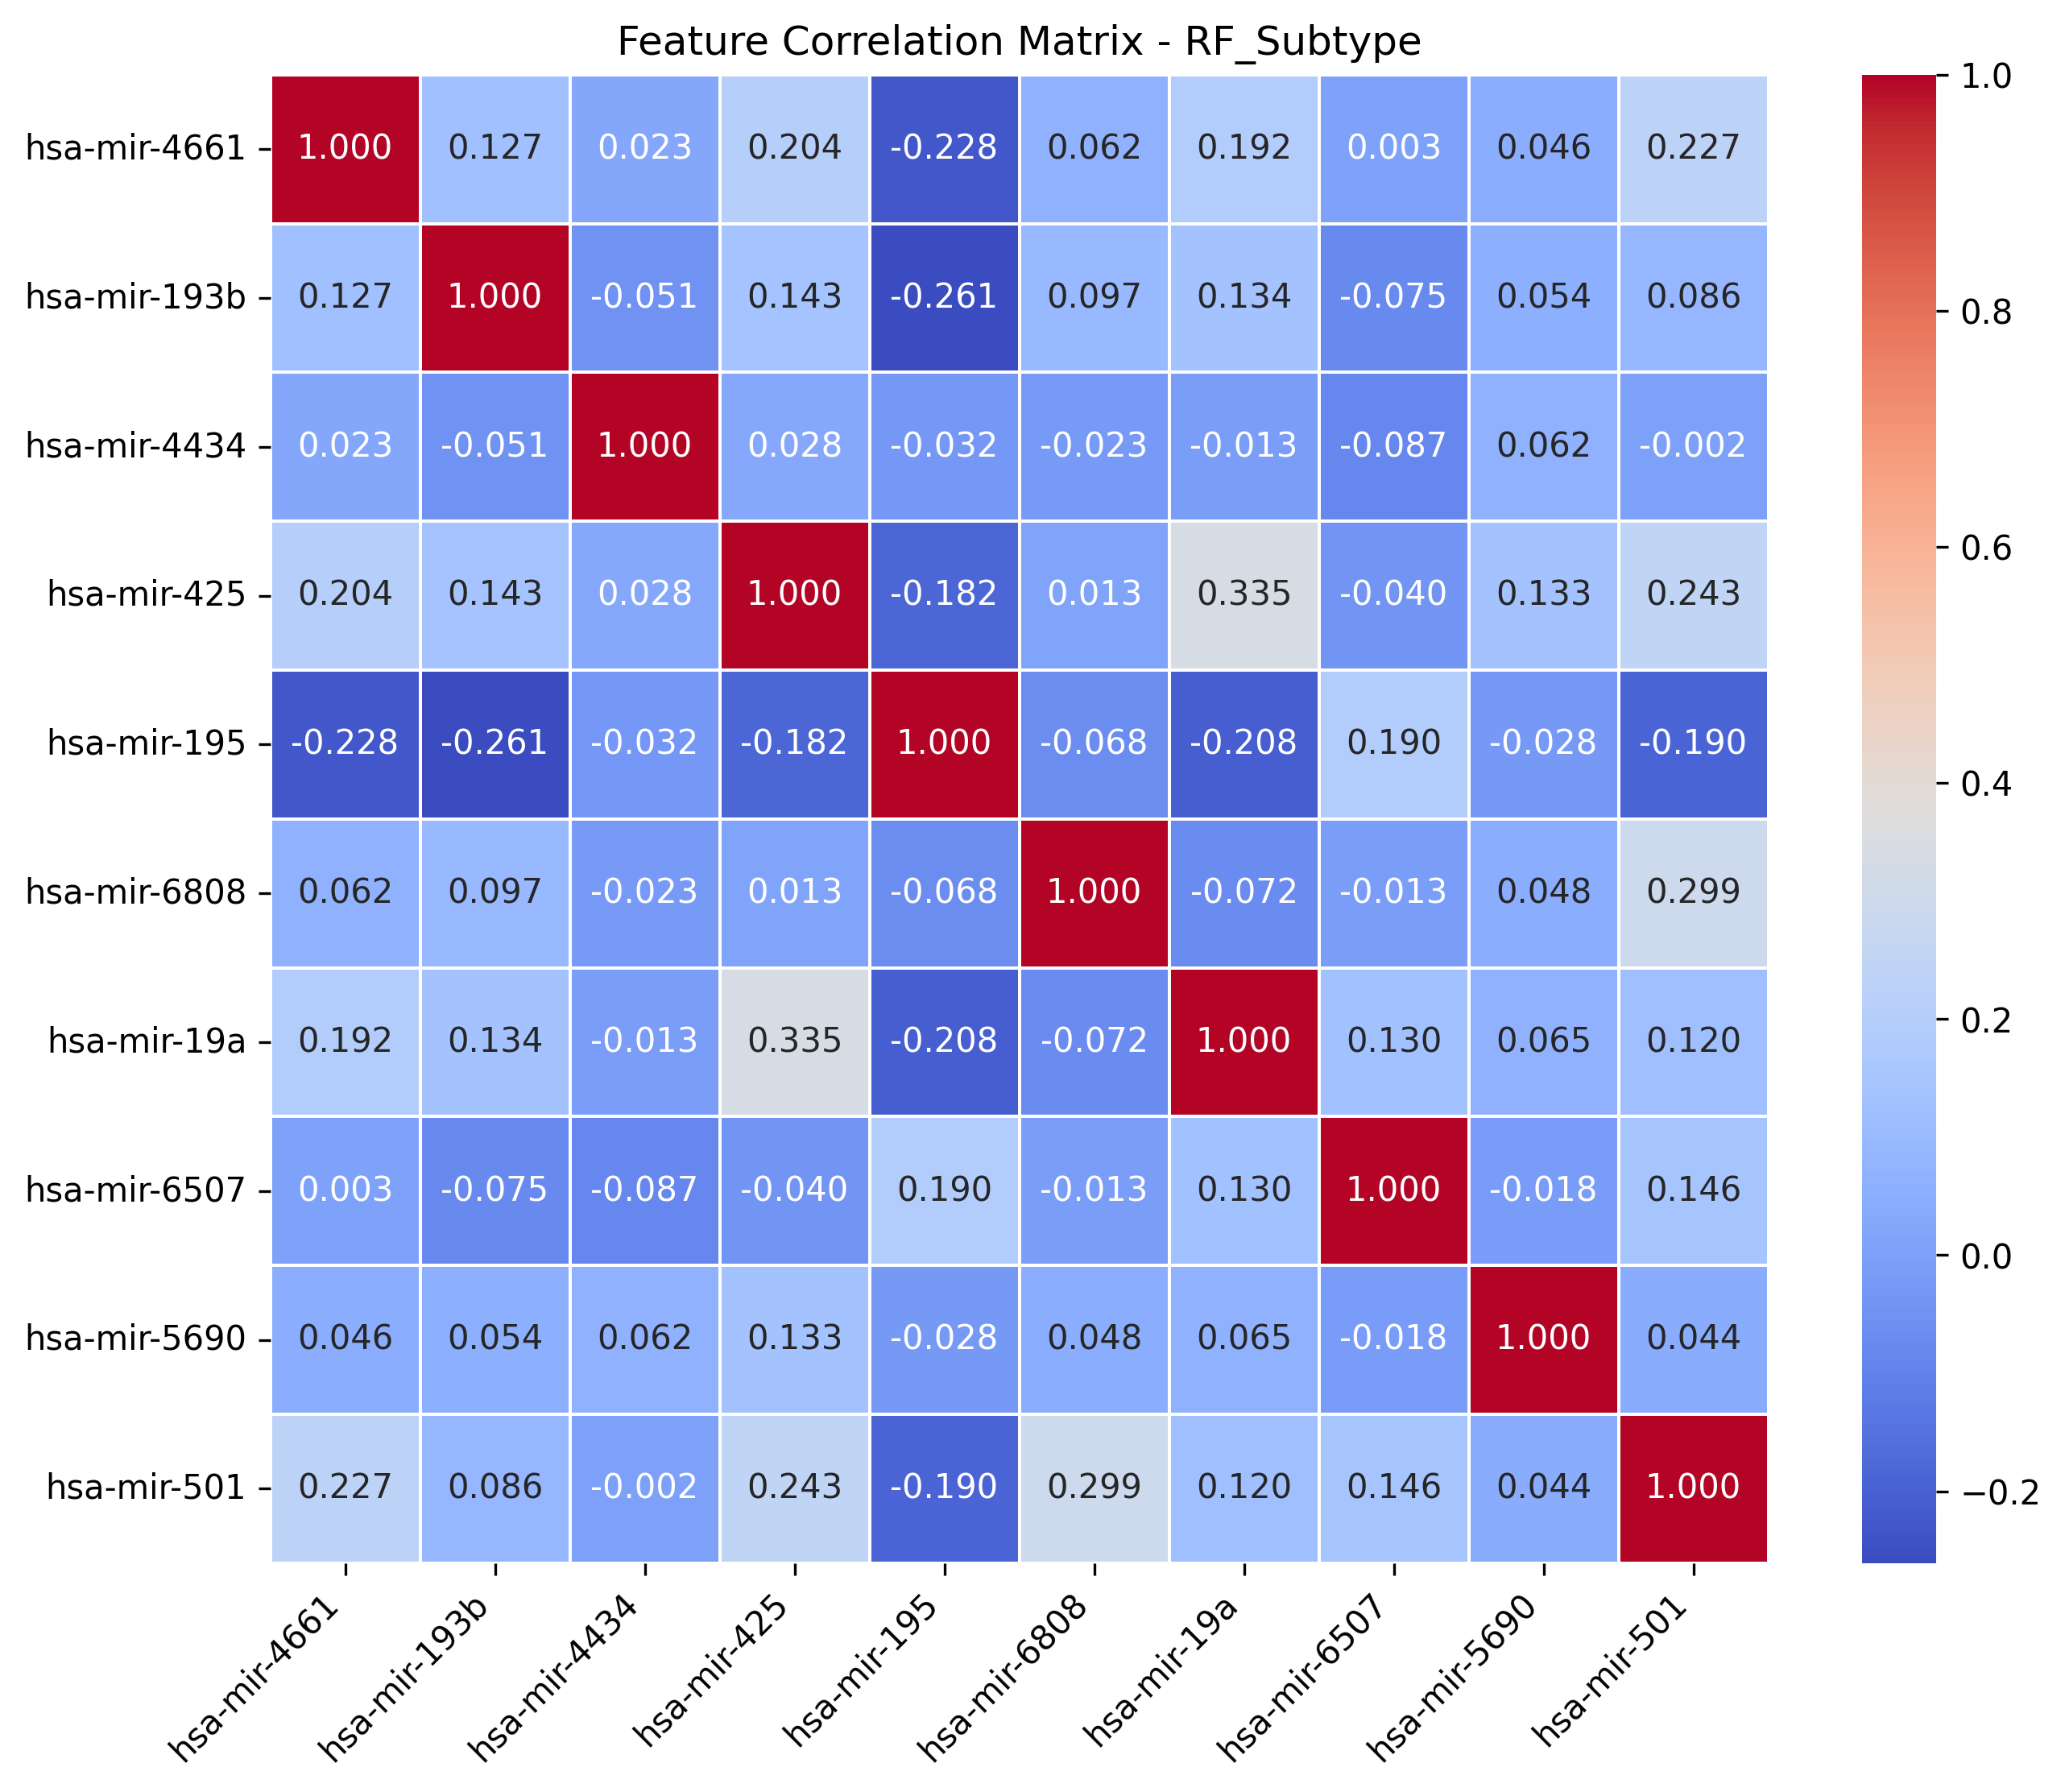 Feature Correlation Matrix - RF_Subtype
hsa-mir-4661 1.000 0.127 0.023 0.204 -0.228 0.062 0.192 0.003 0.046 0.227
hsa-mir-193b 0.127 1.000 -0.051 0.143 -0.261 0.097 0.134 -0.075 0.054 0.086
hsa-mir-4434 0.023 -0.051 1.000 0.028 -0.032 -0.023 -0.013 -0.087 0.062 -0.002
hsa-mir-425 0.204 0.143 0.028 1.000 -0.182 0.013 0.335 -0.040 0.133 0.243
hsa-mir-195 -0.228 -0.261 -0.032 -0.182 1.000 -0.068 -0.208 0.190 -0.028 -0.190
hsa-mir-6808 0.062 0.097 -0.023 0.013 -0.068 1.000 -0.072 -0.013 0.048 0.299
hsa-mir-19a 0.192 0.134 -0.013 0.335 -0.208 -0.072 1.000 0.130 0.065 0.120
hsa-mir-6507 0.003 -0.075 -0.087 -0.040 0.190 -0.013 0.130 1.000 -0.018 0.146
hsa-mir-5690 0.046 0.054 0.062 0.133 -0.028 0.048 0.065 -0.018 1.000 0.044
hsa-mir-501 0.227 0.086 -0.002 0.243 -0.190 0.299 0.120 0.146 0.044 1.000
hsa-mir-4661 hsa-mir-193b hsa-mir-4434 hsa-mir-425 hsa-mir-195 hsa-mir-6808 hsa-mir-19a hsa-mir-6507 hsa-mir-5690 hsa-mir-501
1.0
0.8
0.6
0.4
0.2
0.0
−0.2